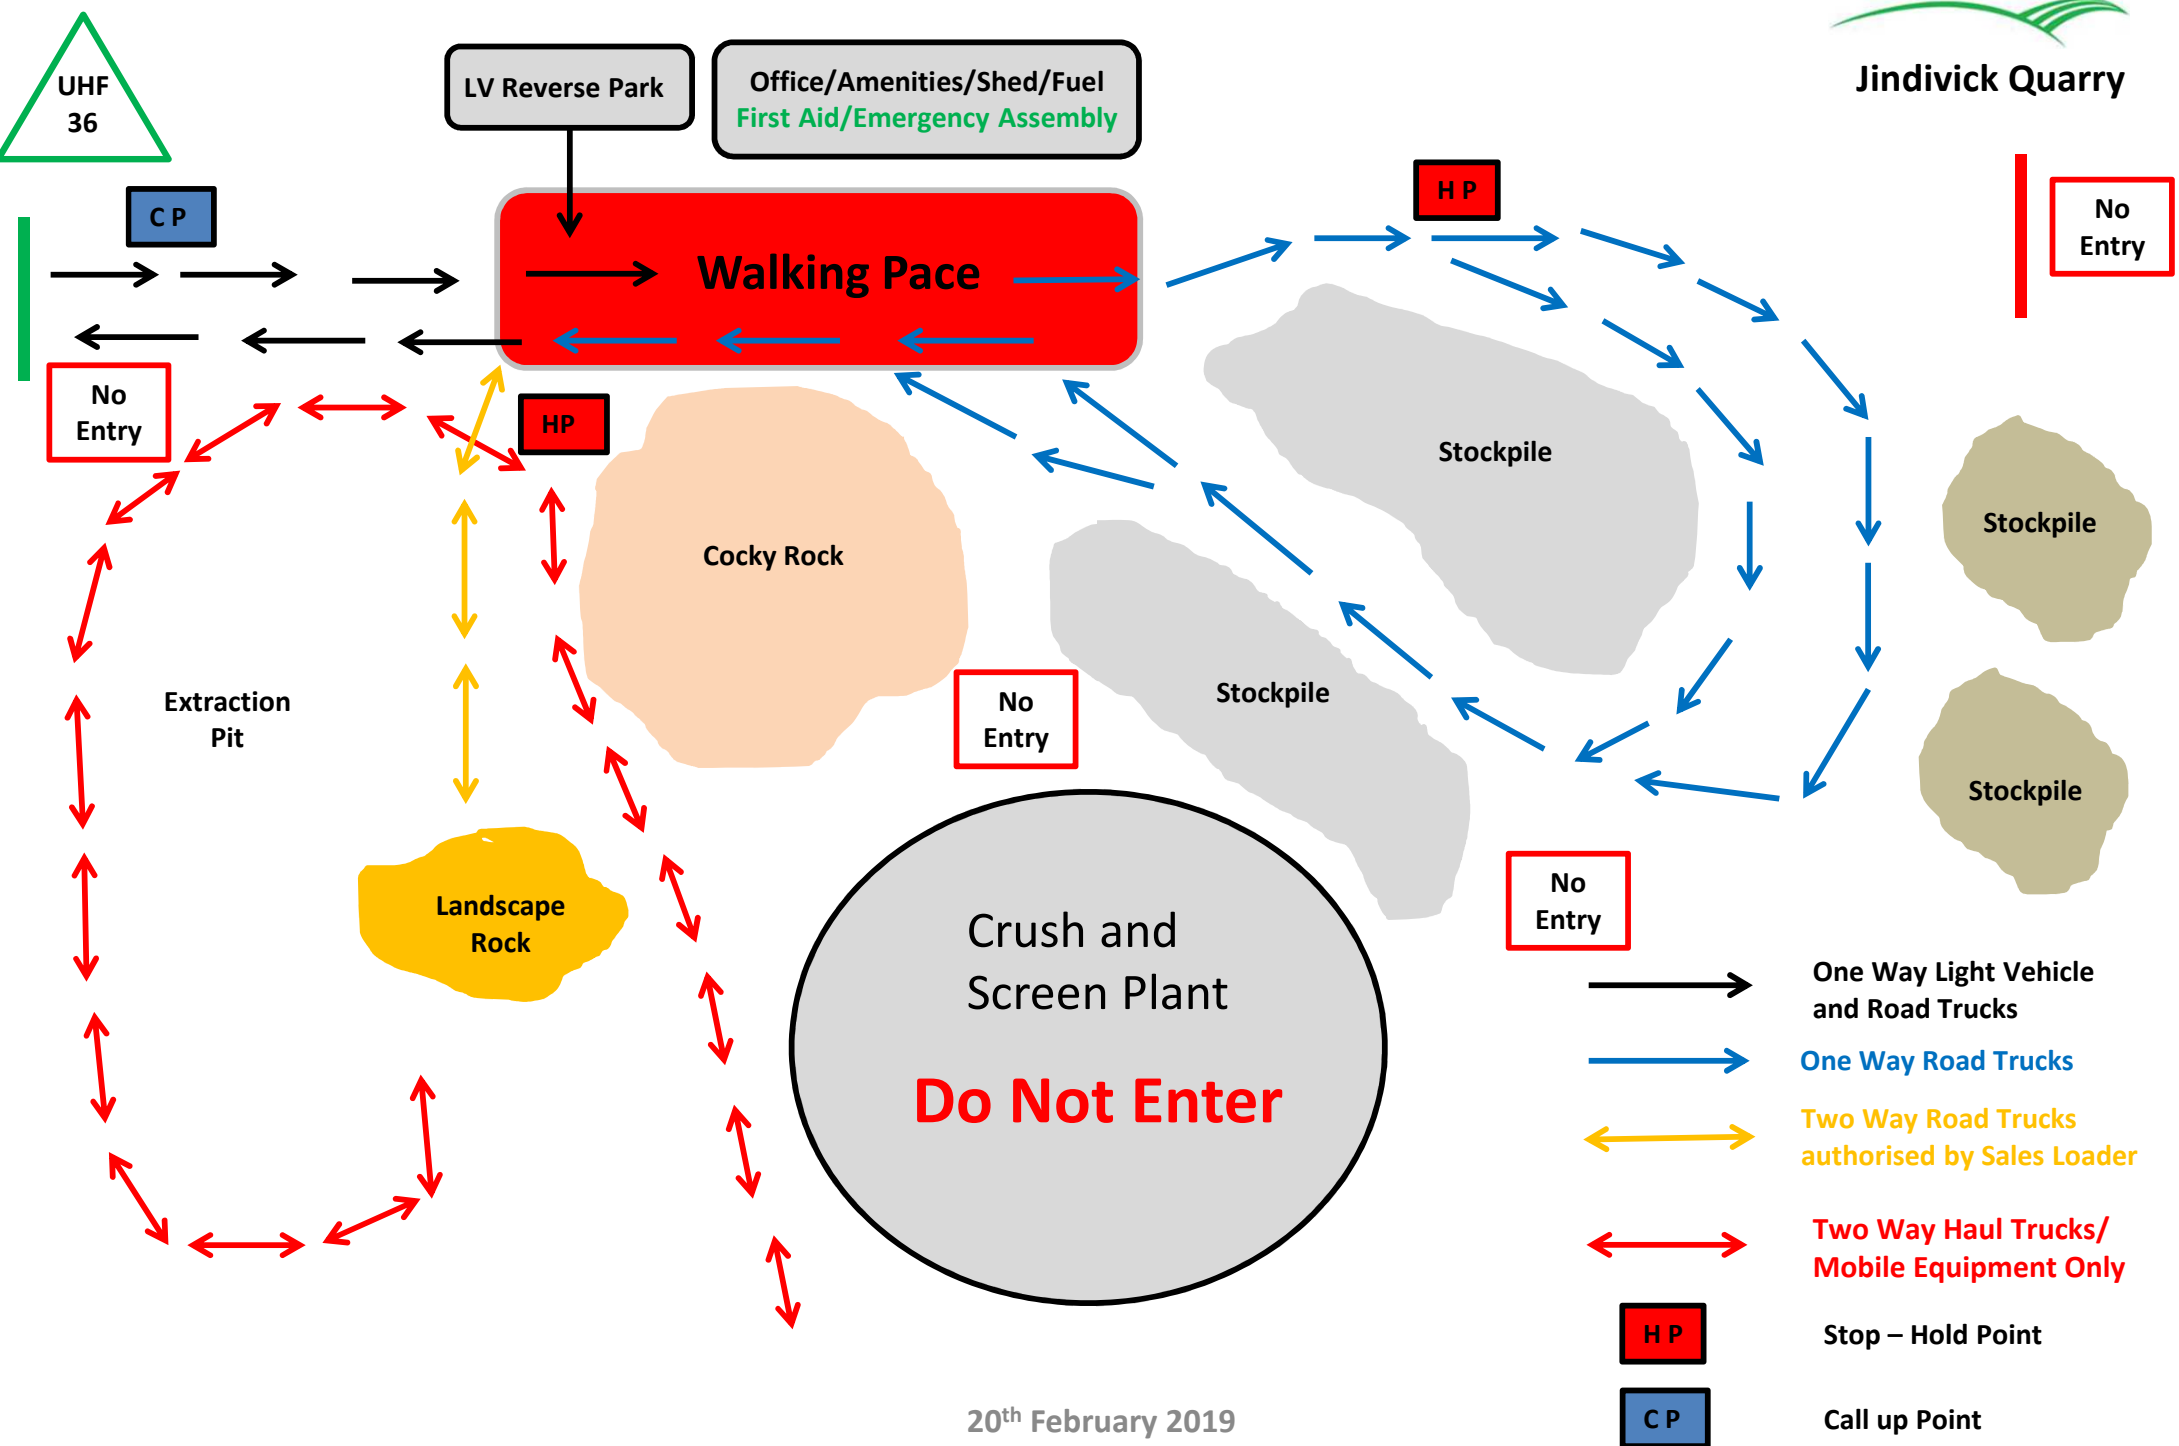 UHF
36
LV Reverse Park
Office/Amenities/Shed/Fuel
First Aid/Emergency Assembly
Jindivick Quarry
C P
H P
No
Entry
Walking Pace
No
Entry
HP
Stockpile
Stockpile
Cocky Rock
Extraction
Pit
No
Entry
Stockpile
Stockpile
Landscape
Rock
Crush and
Screen Plant
Do Not Enter
No
Entry
One Way Light Vehicle
and Road Trucks
One Way Road Trucks
Two Way Road Trucks
authorised by Sales Loader
Two Way Haul Trucks/
Mobile Equipment Only
H P
Stop – Hold Point
C P
Call up Point
20th February 2019